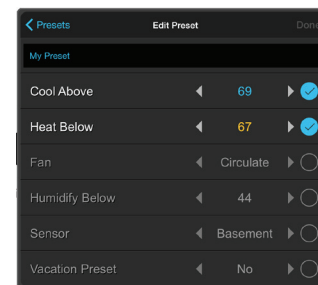 Presets Edit Preset Done
My Preset
Cool Above 69
Heat Below 67
Fan Circulate
Humidify Below 44
Sensor Basement
Vacation Preset No